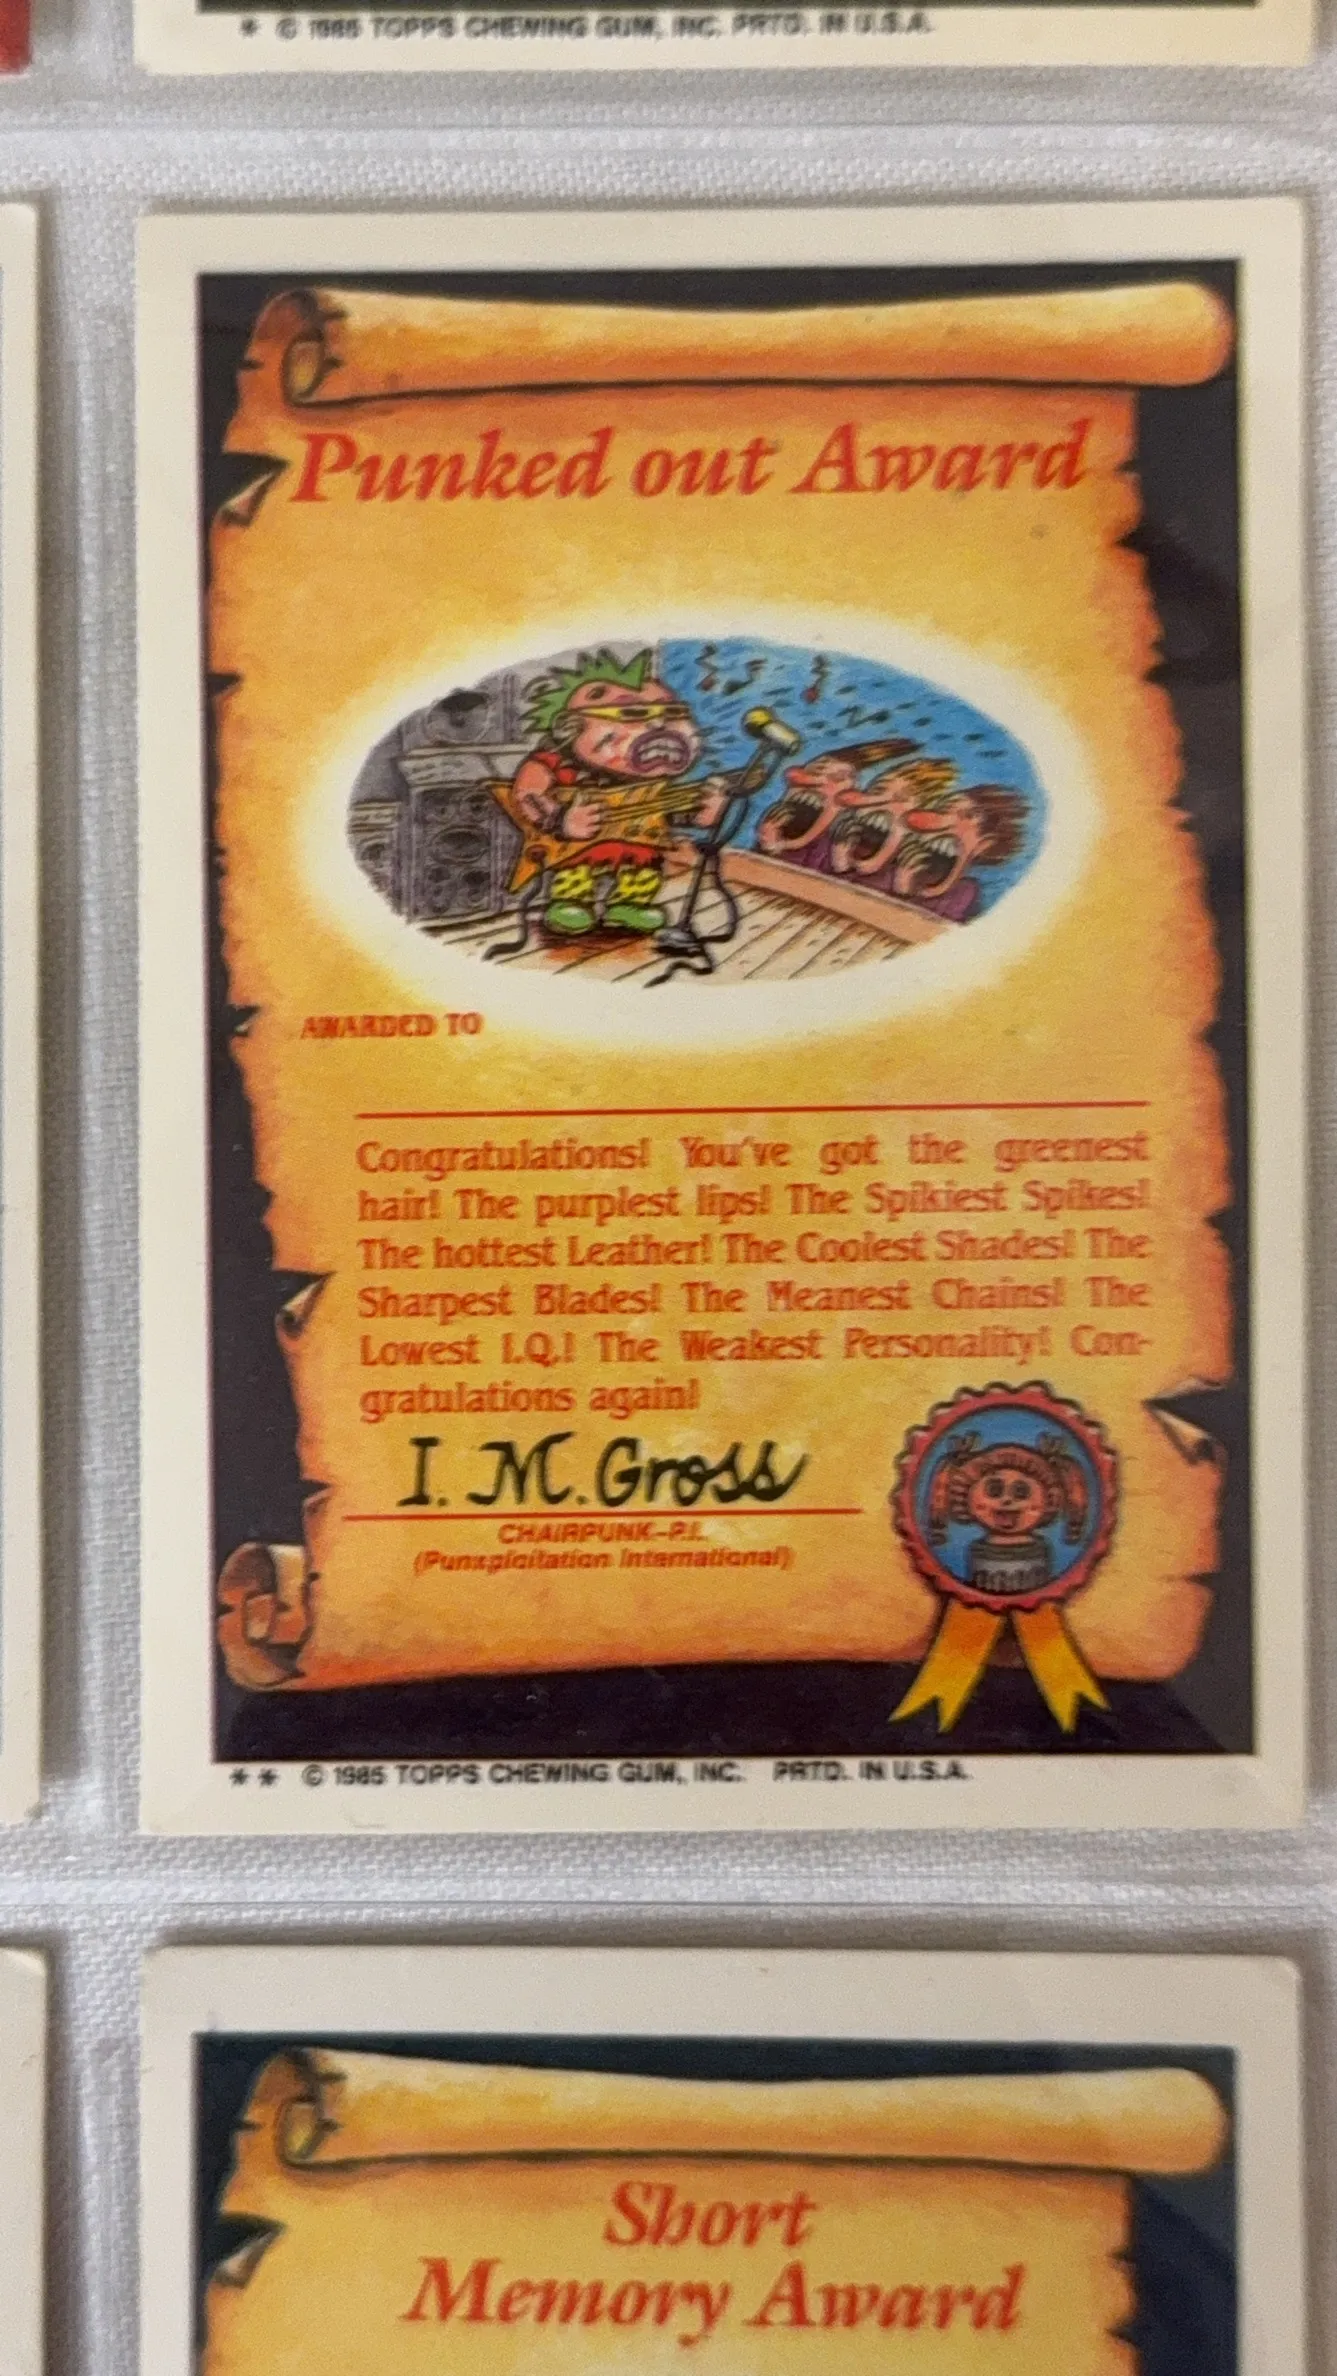 * © 1985 TOPPS CHEWING GUM, INC. PRTD. IN U.S.A.
Punked out Award
AWARDED TO
Congratulations! You've got the greenest
hair! The purplest lips! The Spikiest Spikes!
The hottest Leather! The Coolest Shades! The
Sharpest Blades! The Meanest Chains! The
Lowest I.Q.! The Weakest Personality! Con-
gratulations again!
I. M. Gross
CHAIRPUNK–P.I.
(Punxploitation International)
** © 1985 TOPPS CHEWING GUM, INC. PRTD. IN U.S.A.
Short
Memory Award